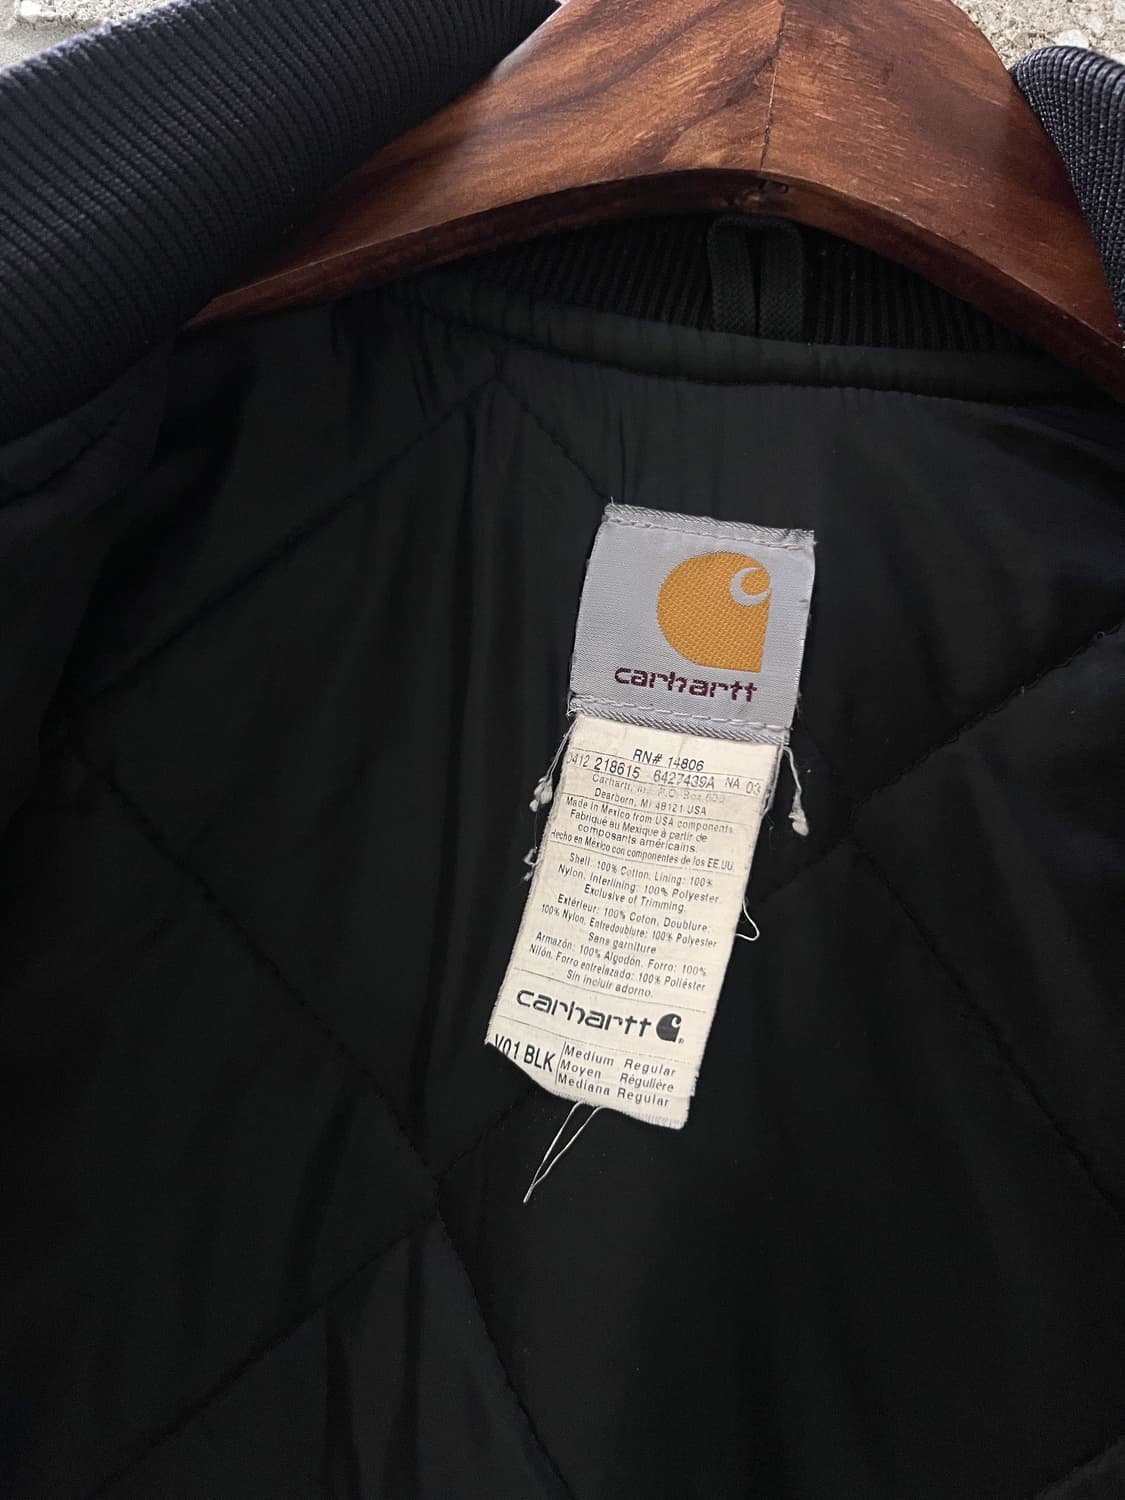 carhartt
RN# 14806
0412 218615 6427439A NA 03
Carhartt, Inc. P.O. Box
Dearborn, MI 48121 USA
Made in Mexico from USA components.
Fabriqué au Mexique à partir de
composants américains.
Hecho en México con componentes de los EE.UU.
Shell: 100% Cotton. Lining: 100%
Nylon. Interlining: 100% Polyester
Exclusive of Trimming.
Extérieur: 100% Coton. Doublure:
100% Nylon. Entredoublure: 100% Polyester
Sans garniture
Armazón: 100% Algodón. Forro: 100%
Nilón. Forro entrelazado: 100% Poliéster
Sin incluir adorno.
carhartt
V01 BLK
Medium Regular
Moyen Régulière
Mediana Regular